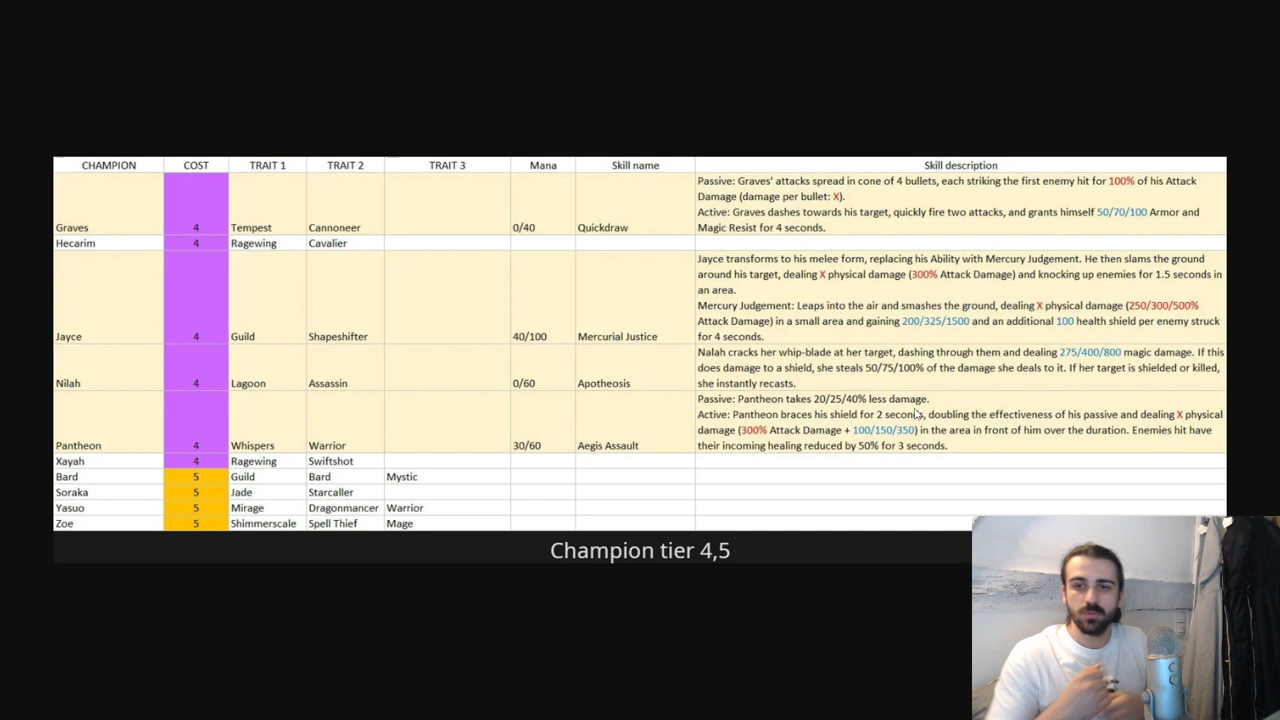 CHAMPION COST TRAIT 1 TRAIT 2 TRAIT 3 Mana Skill name Skill description
Passive: Graves' attacks spread in cone of 4 bullets, each striking the first enemy hit for 100% of his Attack
Damage (damage per bullet: X).
Active: Graves dashes towards his target, quickly fire two attacks, and grants himself 50/70/100 Armor and
Graves 4 Tempest Cannoneer 0/40 Quickdraw Magic Resist for 4 seconds.
Hecarim 4 Ragewing Cavalier
Jayce transforms to his melee form, replacing his Ability with Mercury Judgement. He then slams the ground
around his target, dealing X physical damage (300% Attack Damage) and knocking up enemies for 1.5 seconds in
an area.
Mercury Judgement: Leaps into the air and smashes the ground, dealing X physical damage (250/300/500%
Attack Damage) in a small area and gaining 200/325/1500 and an additional 100 health shield per enemy struck
Jayce 4 Guild Shapeshifter 40/100 Mercurial Justice for 4 seconds.
Nalah cracks her whip-blade at her target, dashing through them and dealing 275/400/800 magic damage. If this
does damage to a shield, she steals 50/75/100% of the damage she deals to it. If her target is shielded or killed,
Nilah 4 Lagoon Assassin 0/60 Apotheosis she instantly recasts.
Passive: Pantheon takes 20/25/40% less damage.
Active: Pantheon braces his shield for 2 seconds, doubling the effectiveness of his passive and dealing X physical
damage (300% Attack Damage + 100/150/350) in the area in front of him over the duration. Enemies hit have
Pantheon 4 Whispers Warrior 30/60 Aegis Assault their incoming healing reduced by 50% for 3 seconds.
Xayah 4 Ragewing Swiftshot
Bard 5 Guild Bard Mystic
Soraka 5 Jade Starcaller
Yasuo 5 Mirage Dragonmancer Warrior
Zoe 5 Shimmerscale Spell Thief Mage
Champion tier 4,5